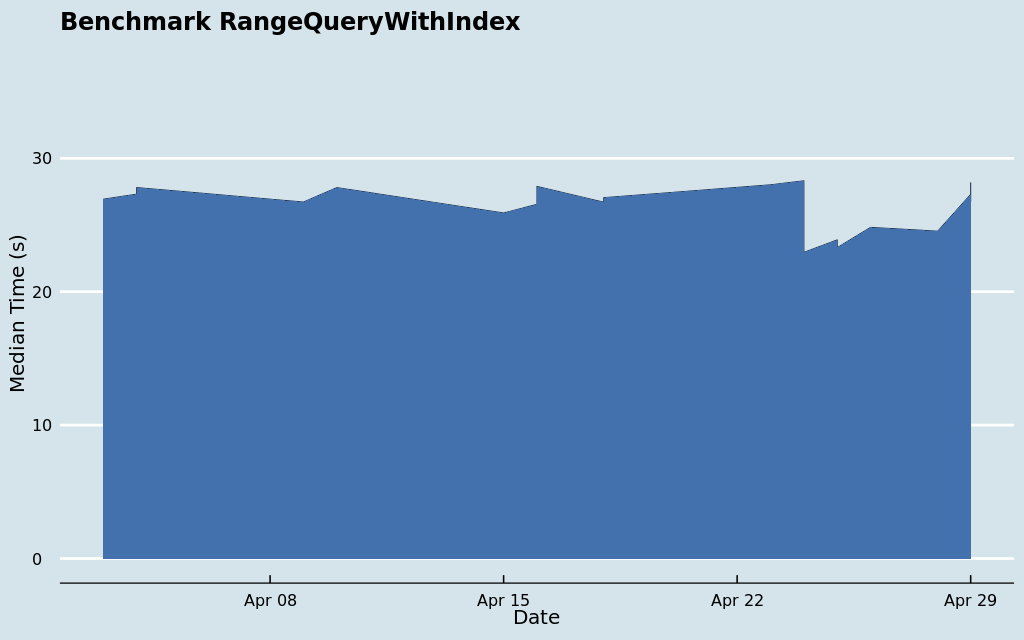 Benchmark RangeQueryWithIndex
Median Time (s)
30
20
10
0
Apr 08
Apr 15
Apr 22
Apr 29
Date